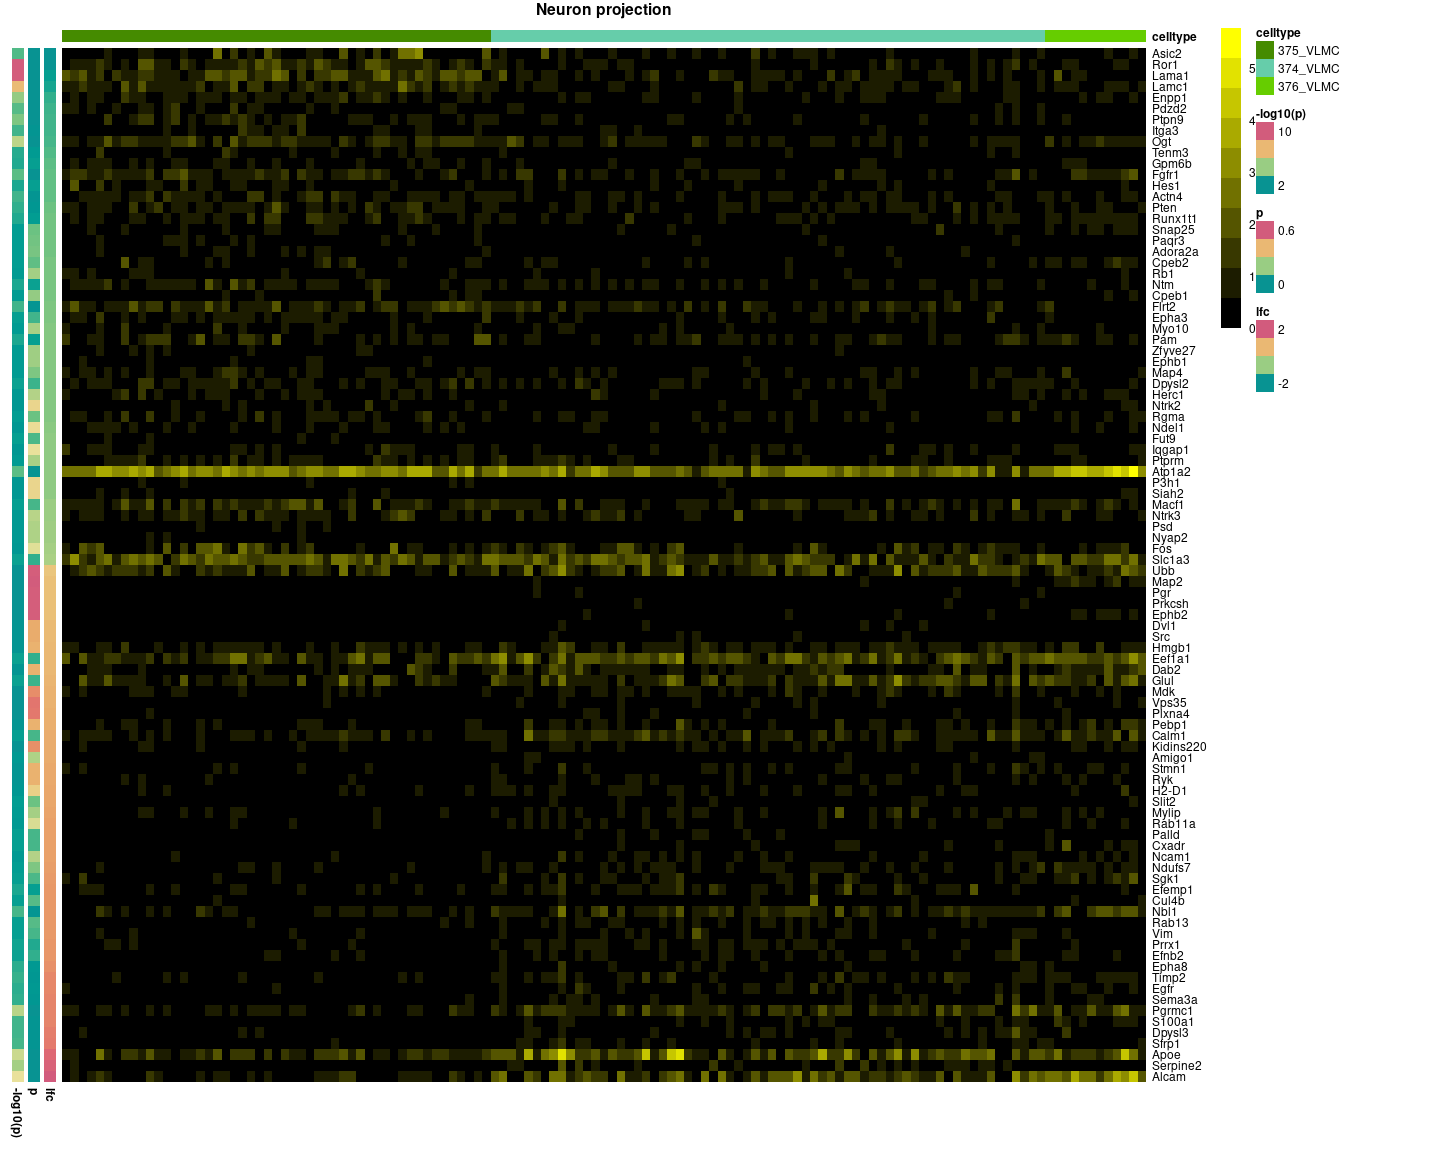 Neuron projection
celltype
Asic2
Ror1
Lama1
Lamc1
Enpp1
Pdzd2
Ptpn9
Itga3
Ogt
Tenm3
Gpm6b
Fgfr1
Hes1
Actn4
Pten
Runx1t1
Snap25
Paqr3
Adora2a
Cpeb2
Rb1
Ntm
Cpeb1
Flrt2
Epha3
Myo10
Pam
Zfyve27
Ephb1
Map4
Dpysl2
Herc1
Ntrk2
Rgma
Ndel1
Fut9
Iqgap1
Ptprm
Atp1a2
P3h1
Siah2
Macf1
Ntrk3
Psd
Nyap2
Fos
Slc1a3
Ubb
Map2
Pgr
Prkcsh
Ephb2
Dvl1
Src
Hmgb1
Eef1a1
Dab2
Glul
Mdk
Vps35
Plxna4
Pebp1
Calm1
Kidins220
Amigo1
Stmn1
Ryk
H2-D1
Slit2
Mylip
Rab11a
Palld
Cxadr
Ncam1
Ndufs7
Sgk1
Efemp1
Cul4b
Nbl1
Rab13
Vim
Prrx1
Efnb2
Epha8
Timp2
Egfr
Sema3a
Pgrmc1
S100a1
Dpysl3
Sfrp1
Apoe
Serpine2
Alcam
-log10(p)
p
lfc
5
4
3
2
1
0
celltype
375_VLMC
374_VLMC
376_VLMC
-log10(p)
10
2
p
0.6
0
lfc
2
-2